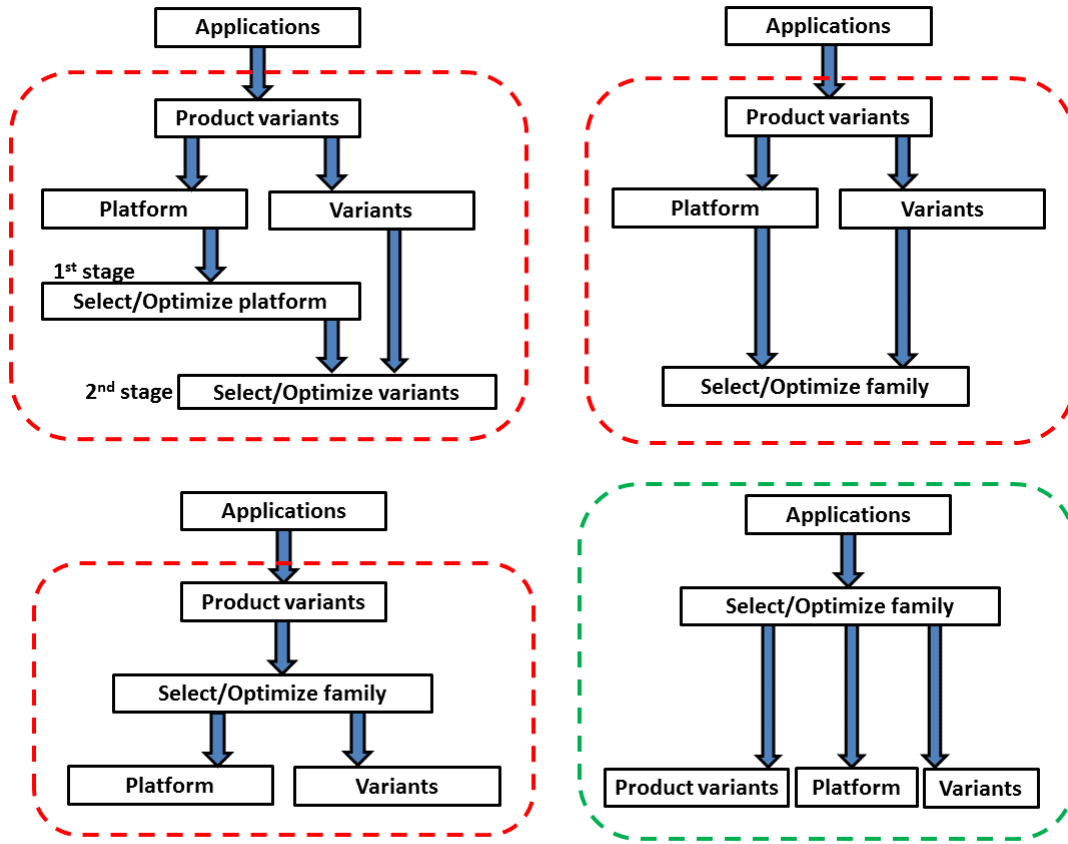 Applications
Product variants
Platform
Variants
1st stage
Select/Optimize platform
2nd stage
Select/Optimize variants
Applications
Product variants
Platform
Variants
Select/Optimize family
Applications
Product variants
Select/Optimize family
Platform
Variants
Applications
Select/Optimize family
Product variants
Platform
Variants